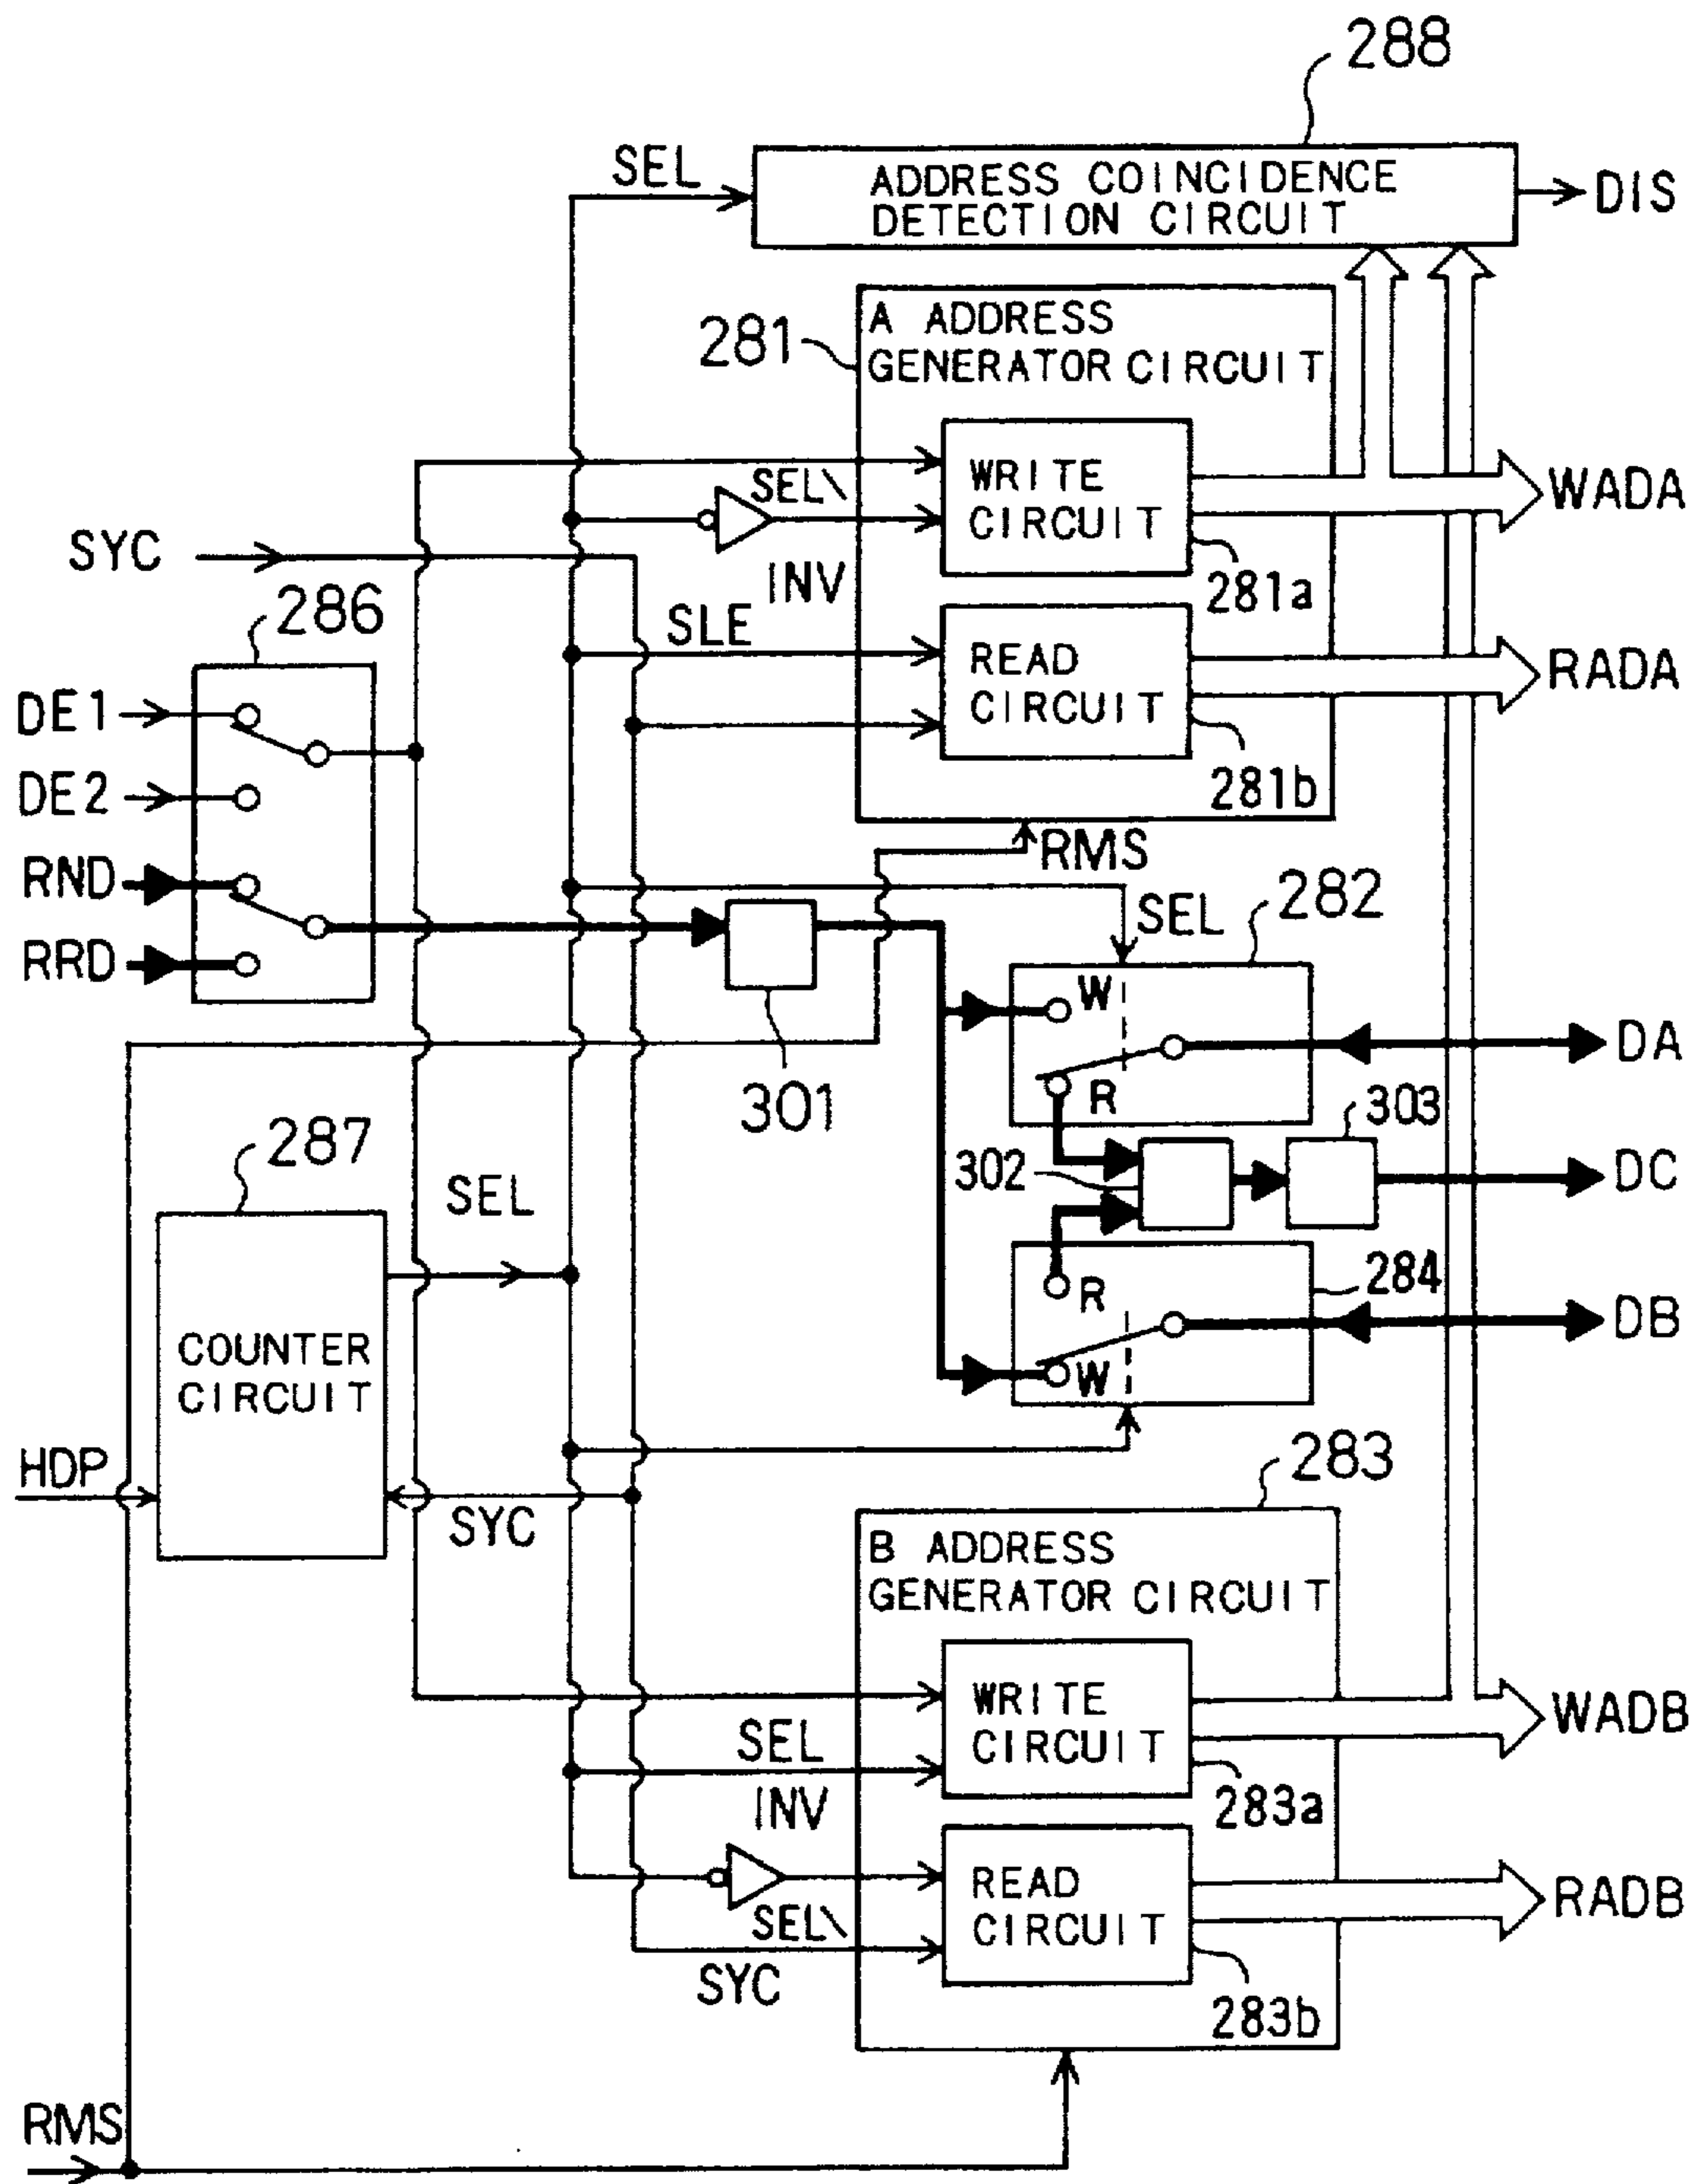 288
SEL
ADDRESS COINCIDENCE
DETECTION CIRCUIT
DIS
281
A ADDRESS
GENERATOR CIRCUIT
WRITE
CIRCUIT
SEL\
WADA
SYC
INV
281a
286
SLE
READ
CIRCUIT
RADA
DE1
DE2
281b
RMS
RND
SEL
282
RRD
W
DA
R
301
303
287
302
DC
SEL
284
R
DB
COUNTER
CIRCUIT
W
HDP
SYC
283
B ADDRESS
GENERATOR CIRCUIT
WRITE
CIRCUIT
WADB
SEL
INV
283a
READ
CIRCUIT
RADB
SEL\
SYC
283b
RMS